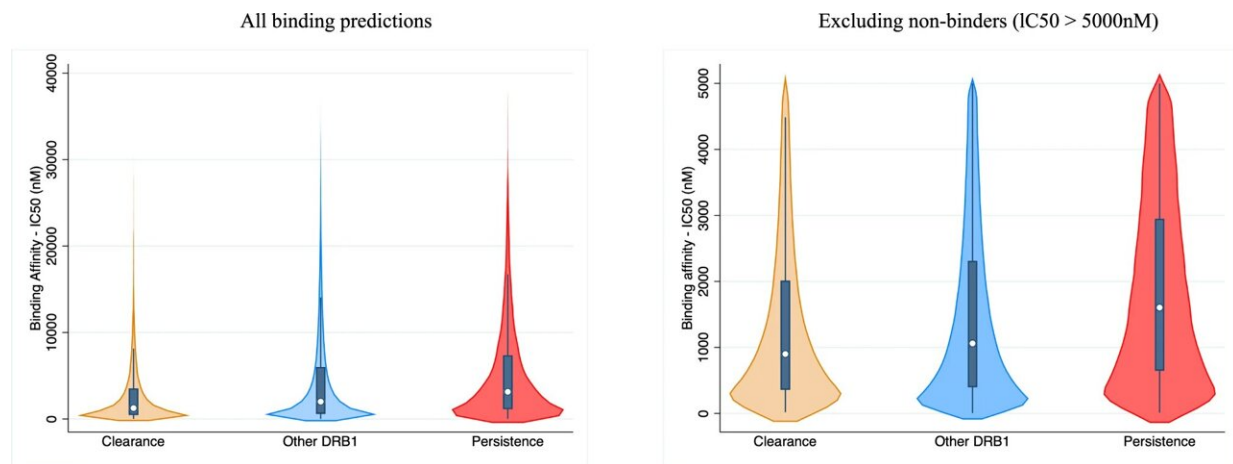 All binding predictions
Binding Affinity - IC50 (nM)
40000
30000
20000
10000
0
Clearance
Other DRB1
Persistence
Excluding non-binders (lC50 > 5000nM)
Binding affinity - IC50 (nM)
5000
4000
3000
2000
1000
0
Clearance
Other DRB1
Persistence